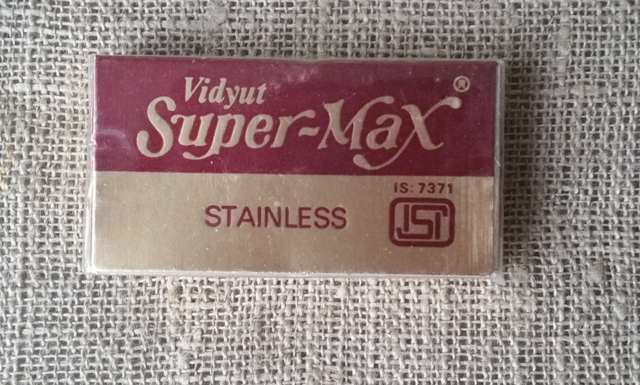 Vidyut
Super-Max ®
IS: 7371
STAINLESS
ISI